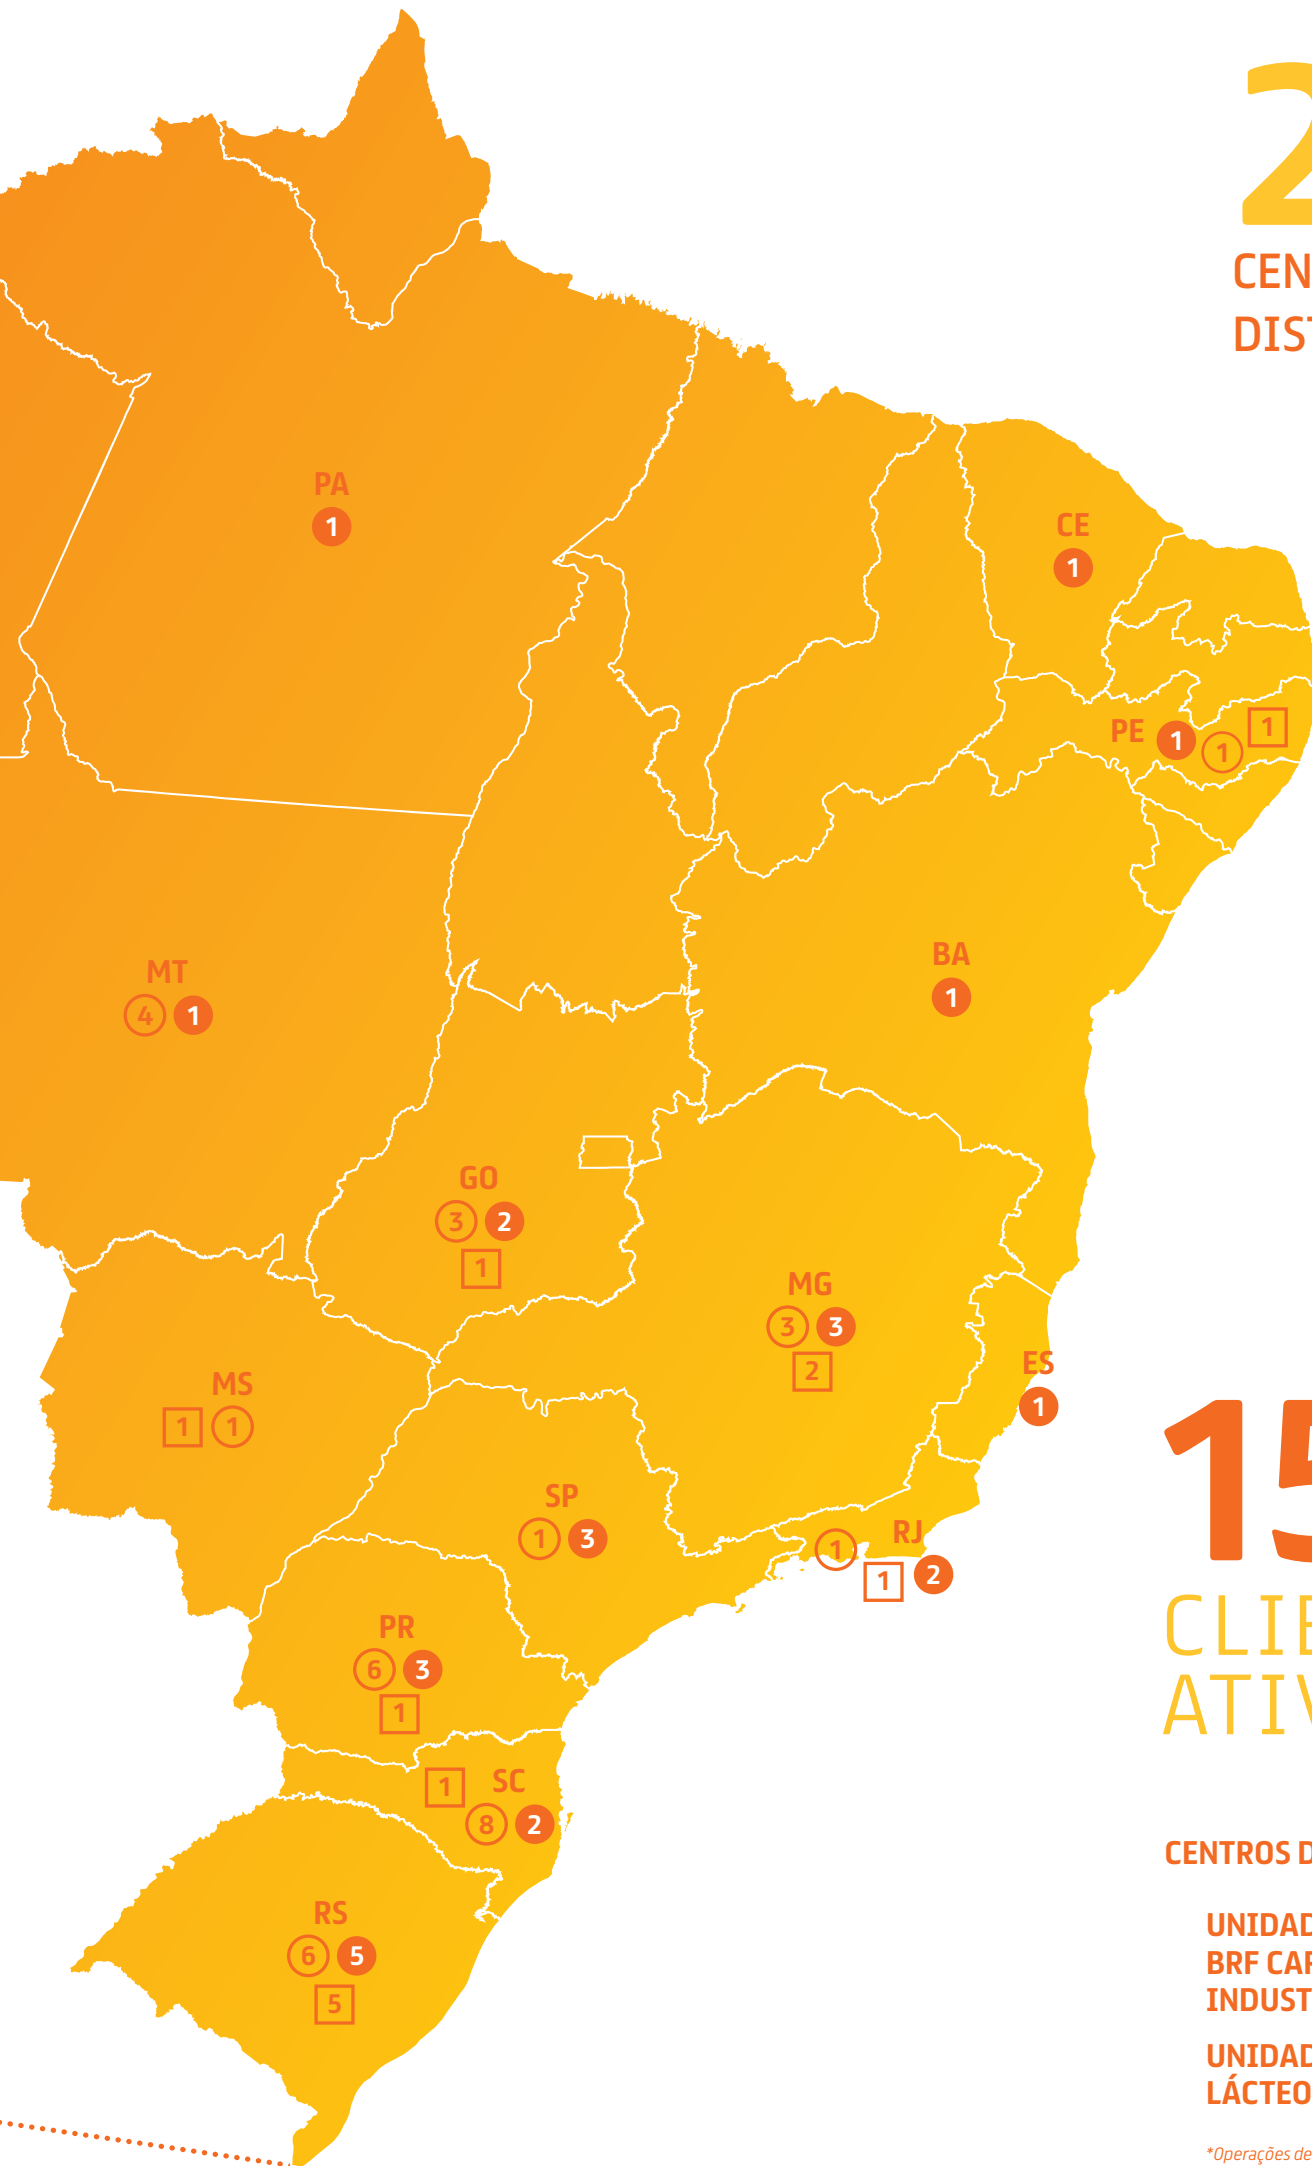 2
CEN
DIST
PA
1
CE
1
PE 1 1 1
MT
4 1
BA
1
GO
3 2
1
MG
3 3
2
MS
1 1
ES
1
15
SP
1 3
RJ
1
1 2
CLIE
ATIV
PR
6 3
1
1 SC
8 2
CENTROS D
RS
6 5
5
UNIDAD
BRF CAR
INDUST
UNIDAD
LÁCTEO
*Operações de